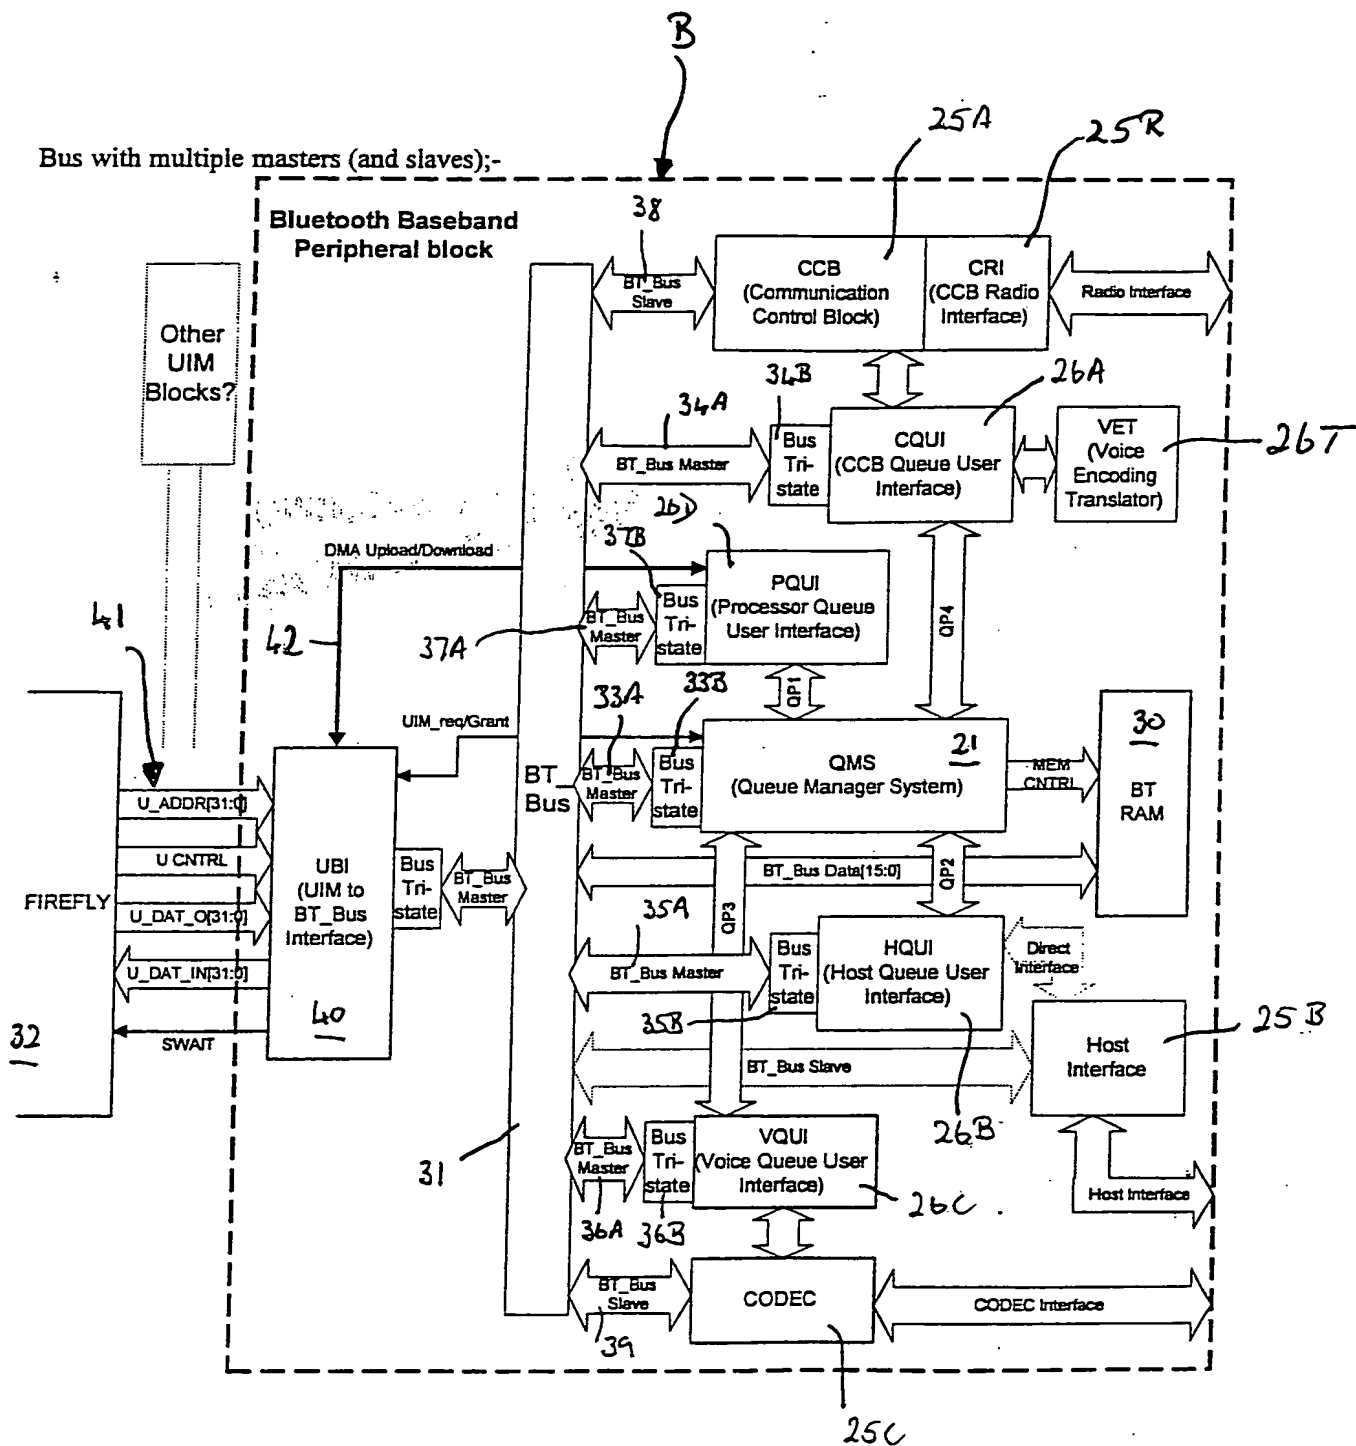 B
25A
25R
Bus with multiple masters (and slaves);-
38
Bluetooth Baseband
Peripheral block
BT_Bus
Slave
CCB
(Communication
Control Block)
CRI
(CCB Radio
Interface)
Radio Interface
Other
UIM
Blocks?
34B
26A
34A
BT_Bus Master
Bus
Tri-
state
CQUI
(CCB Queue User
Interface)
VET
(Voice
Encoding
Translator)
26T
26D
DMA Upload/Download
37B
PQUI
(Processor Queue
User Interface)
Bus
Tri-
state
BT_Bus
Master
QP4
41
42
37A
33A
33B
QP1
UIM_req/Grant
30
BT
RAM
21
QMS
(Queue Manager System)
MEM
CNTRL
BT_Bus
Master
Bus
Tri-
state
BT_
Bus
U_ADDR[31:0]
U CNTRL
FIREFLY
U_DAT_O[31:0]
U_DAT_IN[31:0]
SWAIT
32
UBI
(UIM to
BT_Bus
Interface)
40
Bus
Tri-
state
BT_Bus
Master
BT_Bus Data[15:0]
QP2
QP3
35A
BT_Bus Master
Bus
Tri-
state
HQUI
(Host Queue User
Interface)
Direct
Interface
35B
25B
Host
Interface
BT_Bus Slave
26B
31
BT_Bus
Master
Bus
Tri-
state
VQUI
(Voice Queue User
Interface)
Host Interface
36A
36B
26C
BT_Bus
Slave
39
CODEC
CODEC Interface
25C